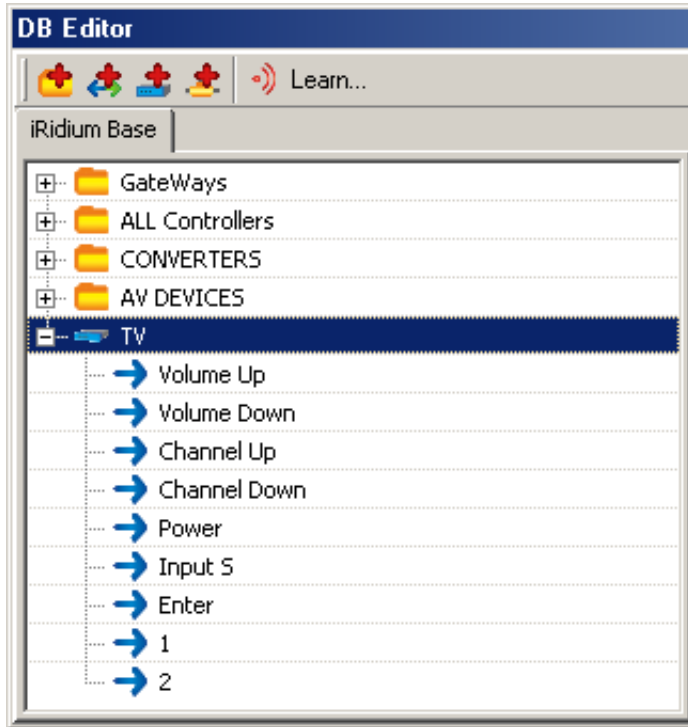 DB Editor
Learn...
iRidium Base
GateWays
ALL Controllers
CONVERTERS
AV DEVICES
TV
Volume Up
Volume Down
Channel Up
Channel Down
Power
Input S
Enter
1
2